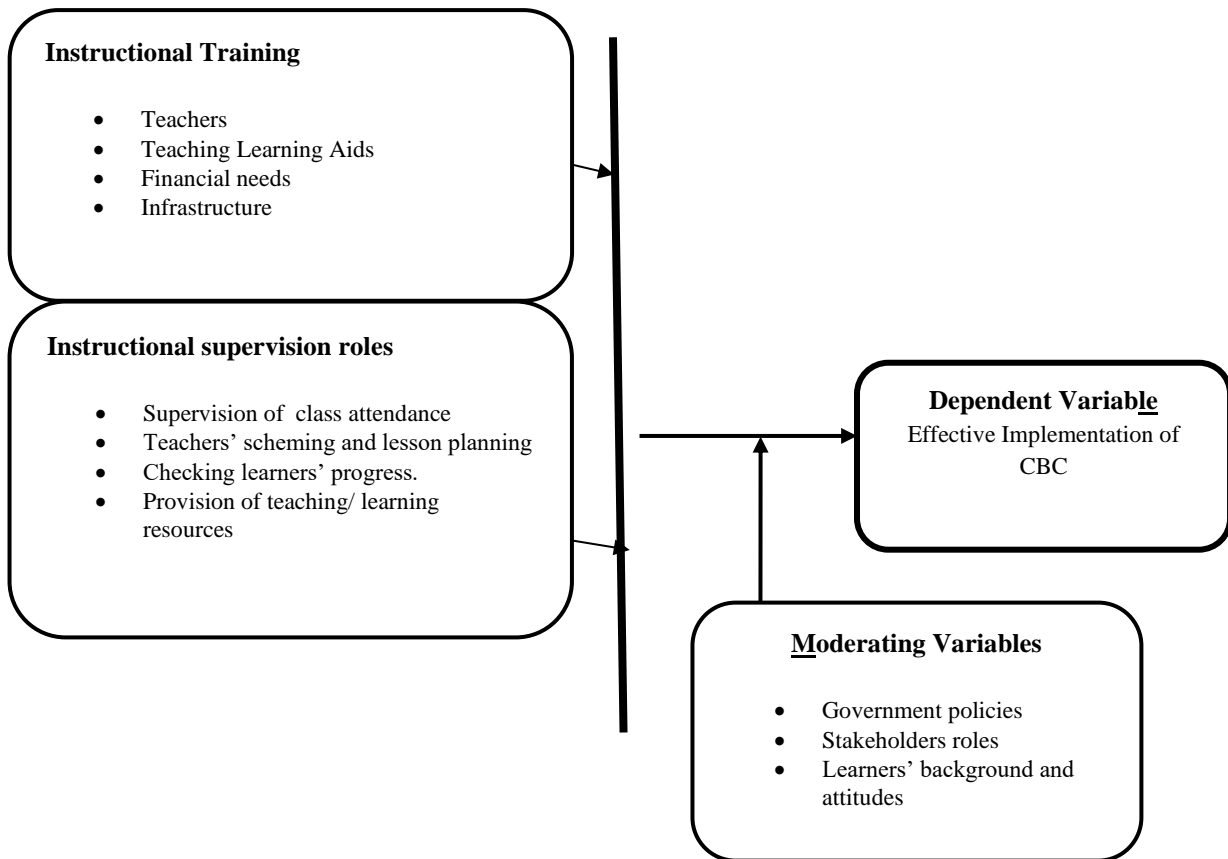 Instructional Training
• Teachers
• Teaching Learning Aids
• Financial needs
• Infrastructure
Instructional supervision roles
• Supervision of class attendance
• Teachers’ scheming and lesson planning
• Checking learners’ progress.
• Provision of teaching/ learning
resources
Dependent Variable
Effective Implementation of
CBC
Moderating Variables
• Government policies
• Stakeholders roles
• Learners’ background and
attitudes